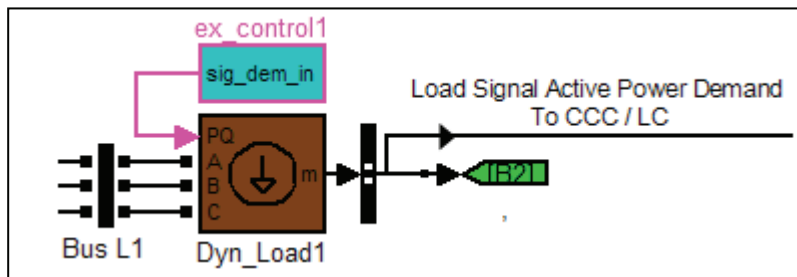 ex_control1
sig_dem_in
Load Signal Active Power Demand
To CCC / LC
PQ
A
B
C
m
[B2]
,
Bus L1
Dyn_Load1